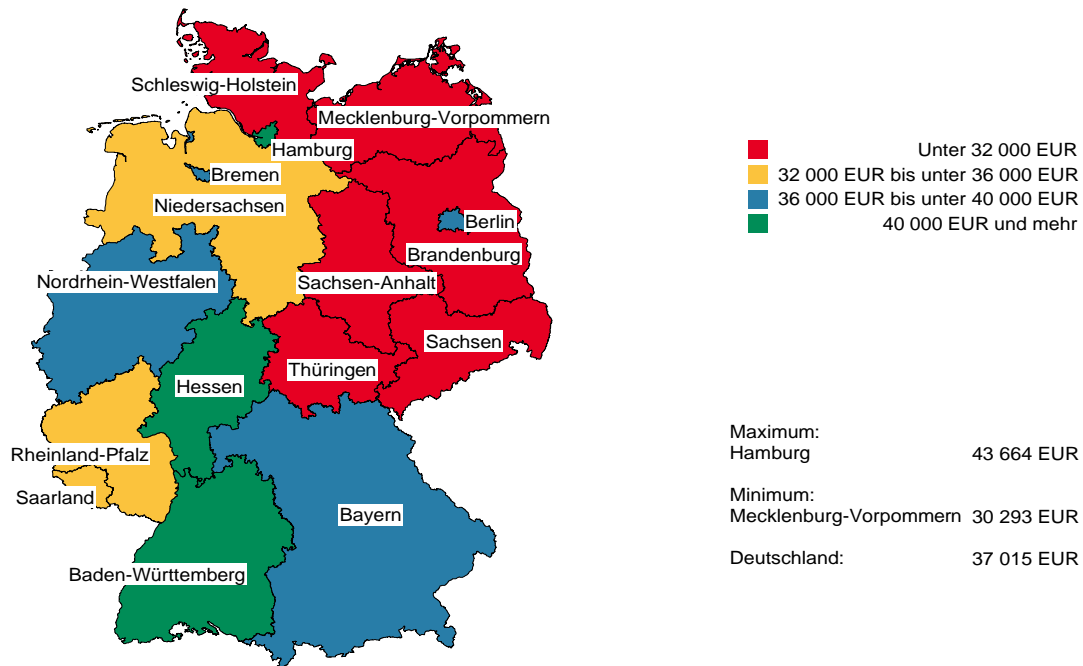 Schleswig-Holstein
Mecklenburg-Vorpommern
Hamburg
Bremen
Niedersachsen
Berlin
Brandenburg
Nordrhein-Westfalen
Sachsen-Anhalt
Sachsen
Thüringen
Hessen
Rheinland-Pfalz
Saarland
Bayern
Baden-Württemberg
Unter 32 000 EUR
32 000 EUR bis unter 36 000 EUR
36 000 EUR bis unter 40 000 EUR
40 000 EUR und mehr
Maximum:
Hamburg 43 664 EUR
Minimum:
Mecklenburg-Vorpommern 30 293 EUR
Deutschland: 37 015 EUR